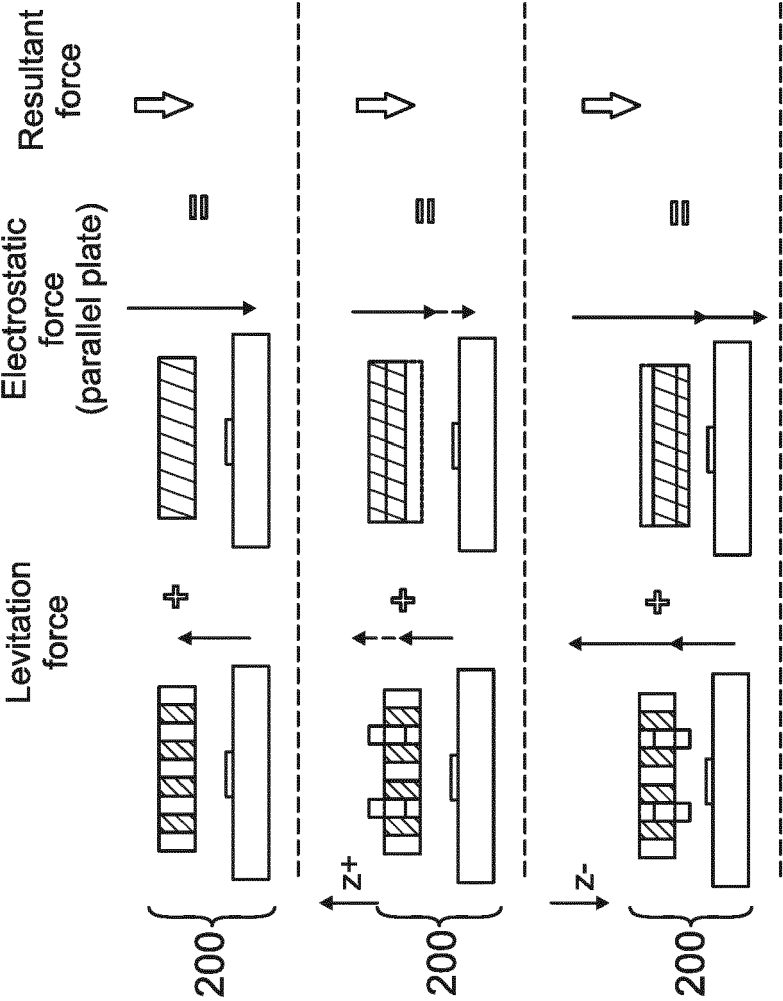 Levitation
force
Electrostatic
force
(parallel plate)
Resultant
force
+
=
200
z+
+
=
200
z-
+
=
200